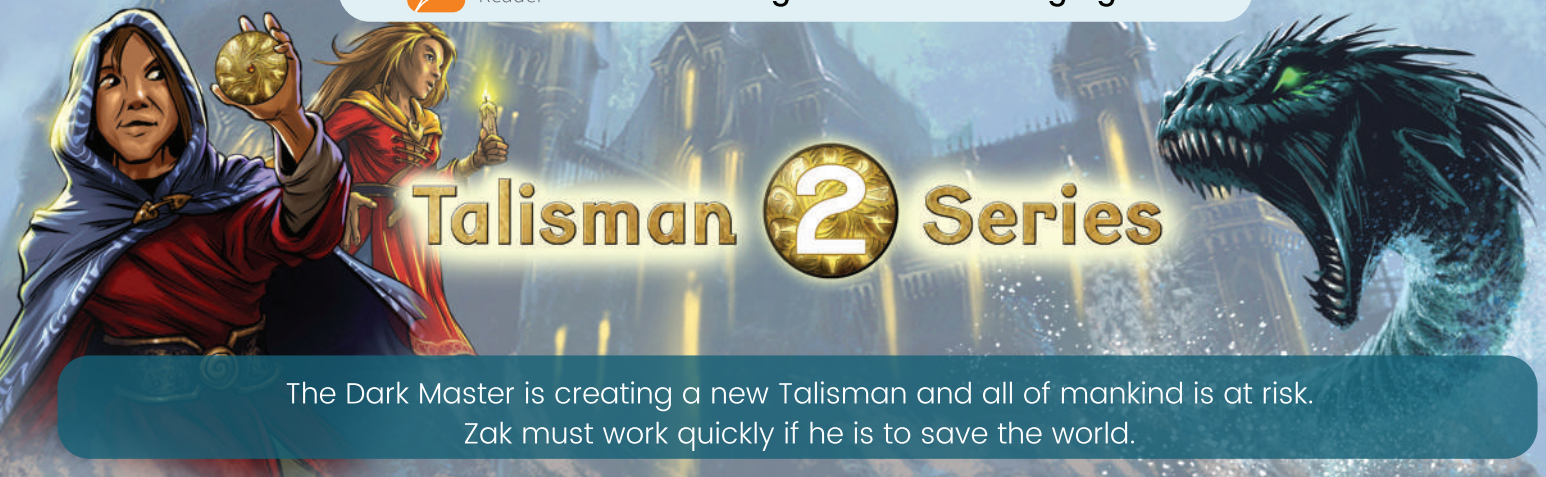 Reader
Talisman 2 Series
The Dark Master is creating a new Talisman and all of mankind is at risk.
Zak must work quickly if he is to save the world.